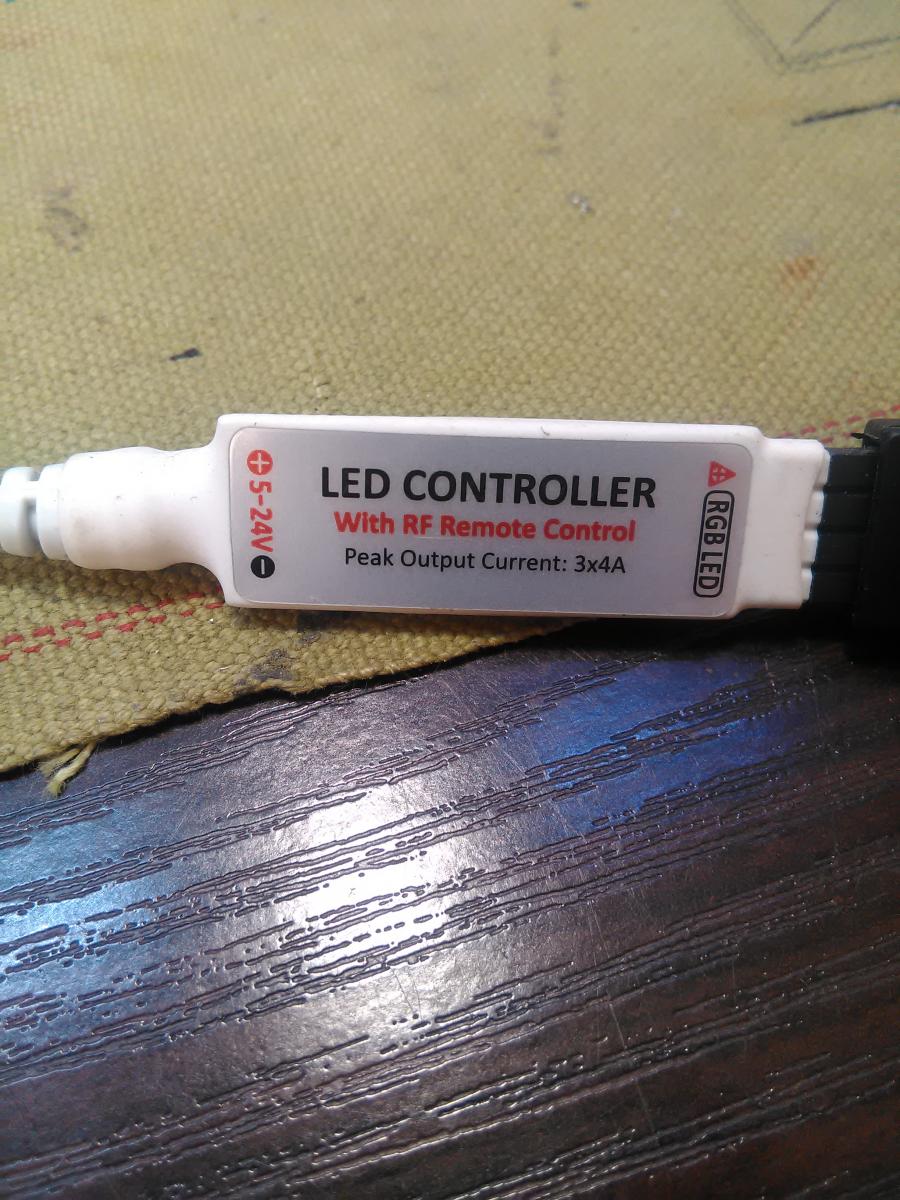 + 5-24V -
LED CONTROLLER
With RF Remote Control
Peak Output Current: 3x4A
RGB LED